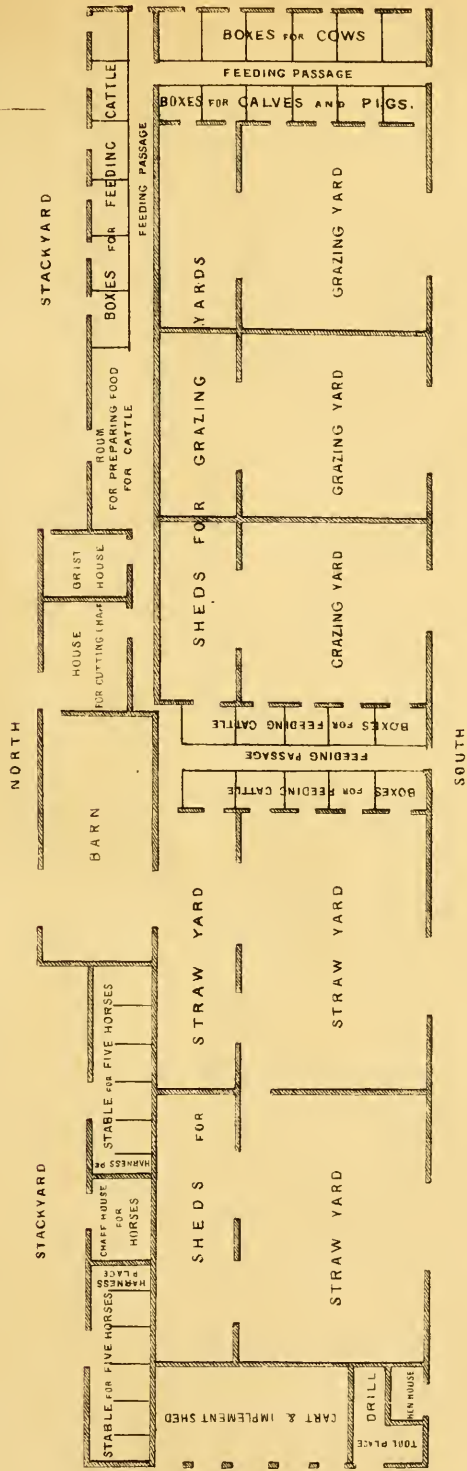 NORTH
STACKYARD
STACKYARD
STABLE FOR FIVE HORSES
HARNESS
PLACE
CHAFF HOUSE
FOR
HORSES
HARNESS PE
STABLE FOR FIVE HORSES
BARN
HOUSE
FOR CUTTING CHAFF
GRIST
HOUSE
ROOM
FOR PREPARING FOOD
FOR CATTLE
BOXES FOR FEEDING CATTLE
FEEDING PASSAGE
CART & IMPLEMENT SHED
SHEDS FOR STRAW YARD
BOXES FOR FEEDING CATTLE
FEEDING PASSAGE
BOXES FOR FEEDING CATTLE
SHEDS FOR GRAZING YARDS
BOXES FOR CALVES AND PIGS.
FEEDING PASSAGE
BOXES FOR COWS
TOOL PLACE
DRILL
HEN HOUSE
STRAW YARD
STRAW YARD
GRAZING YARD
GRAZING YARD
GRAZING YARD
SOUTH